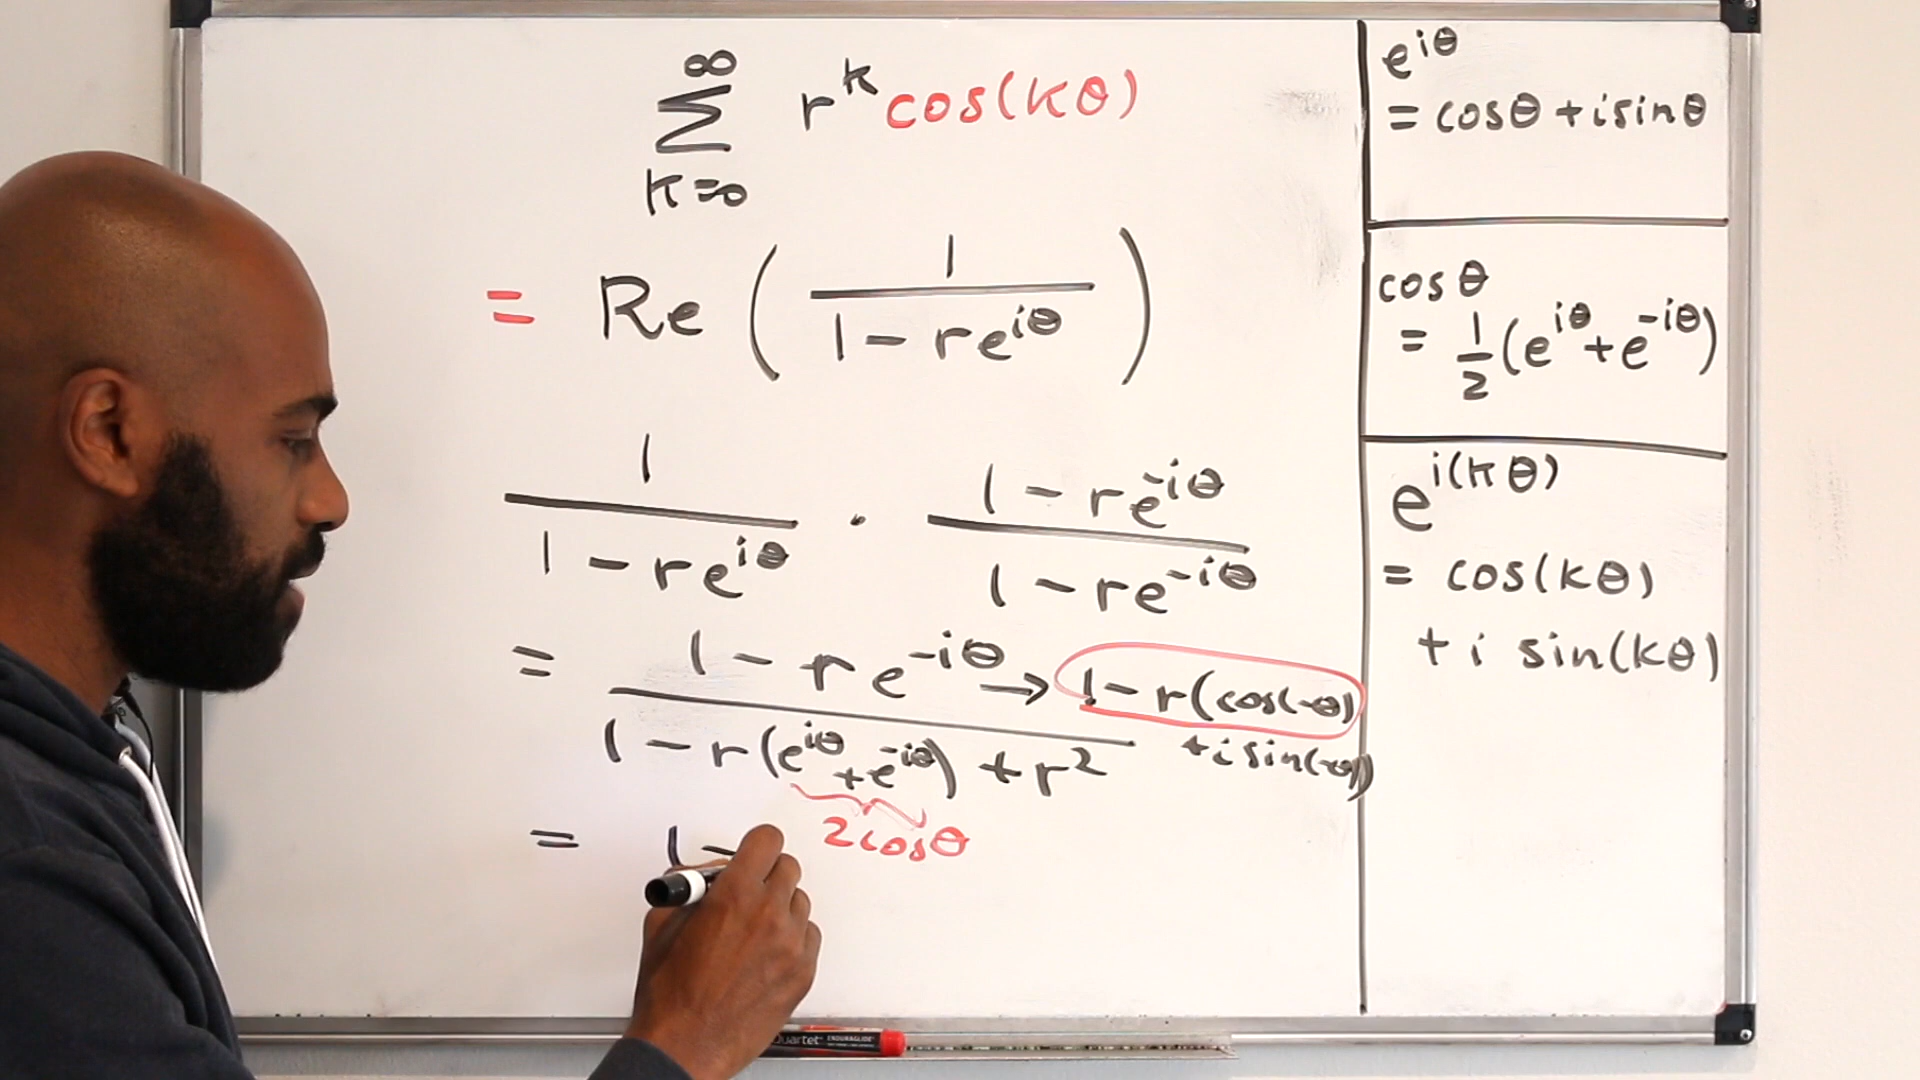 ∞
∑ r^k cos(kθ)
k=0
= Re ( 1 / (1 - re^{iθ}) )
1 / (1 - re^{iθ}) · (1 - re^{-iθ}) / (1 - re^{-iθ})
= (1 - re^{-iθ}) / (1 - r(e^{iθ} + e^{-iθ}) + r^2) → 1 - r(cos(-θ)
+ i sin(-θ))
2cosθ
= 1 -
e^{iθ}
= cosθ + i sinθ
cosθ
= 1/2 (e^{iθ} + e^{-iθ})
e^{i(kθ)}
= cos(kθ)
+ i sin(kθ)
Quartet ENDURAGLIDE